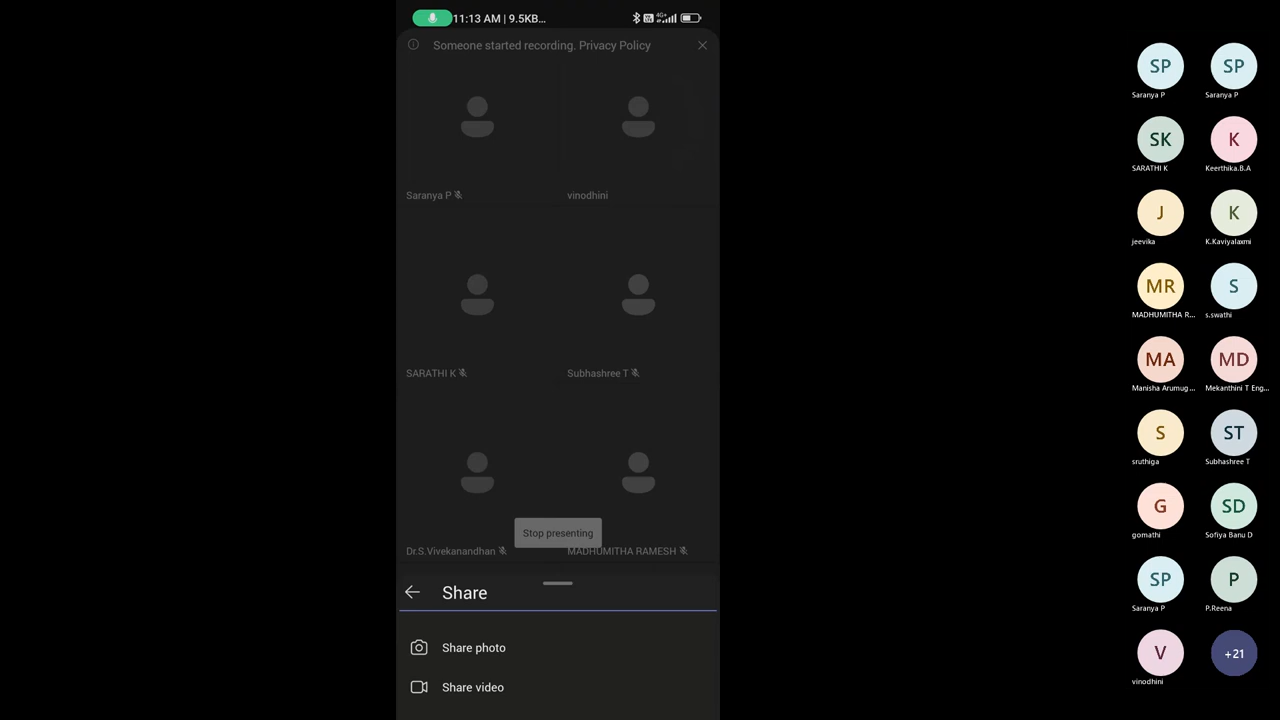 11:13 AM | 9.5KB...
Someone started recording. Privacy Policy
Saranya P
vinodhini
SARATHI K
Subhashree T
Stop presenting
Dr.S.Vivekanandhan
MADHUMITHA RAMESH
Share
Share photo
Share video
SP SP
Saranya P Saranya P
SK K
SARATHI K Keerthika.B.A
J K
jeevika K.Kaviyalaxmi
MR S
MADHUMITHA R... s.swathi
MA MD
Manisha Arumug... Mekanthini T Eng...
S ST
sruthiga Subhashree T
G SD
gomathi Sofiya Banu D
SP P
Saranya P P.Reena
V +21
vinodhini